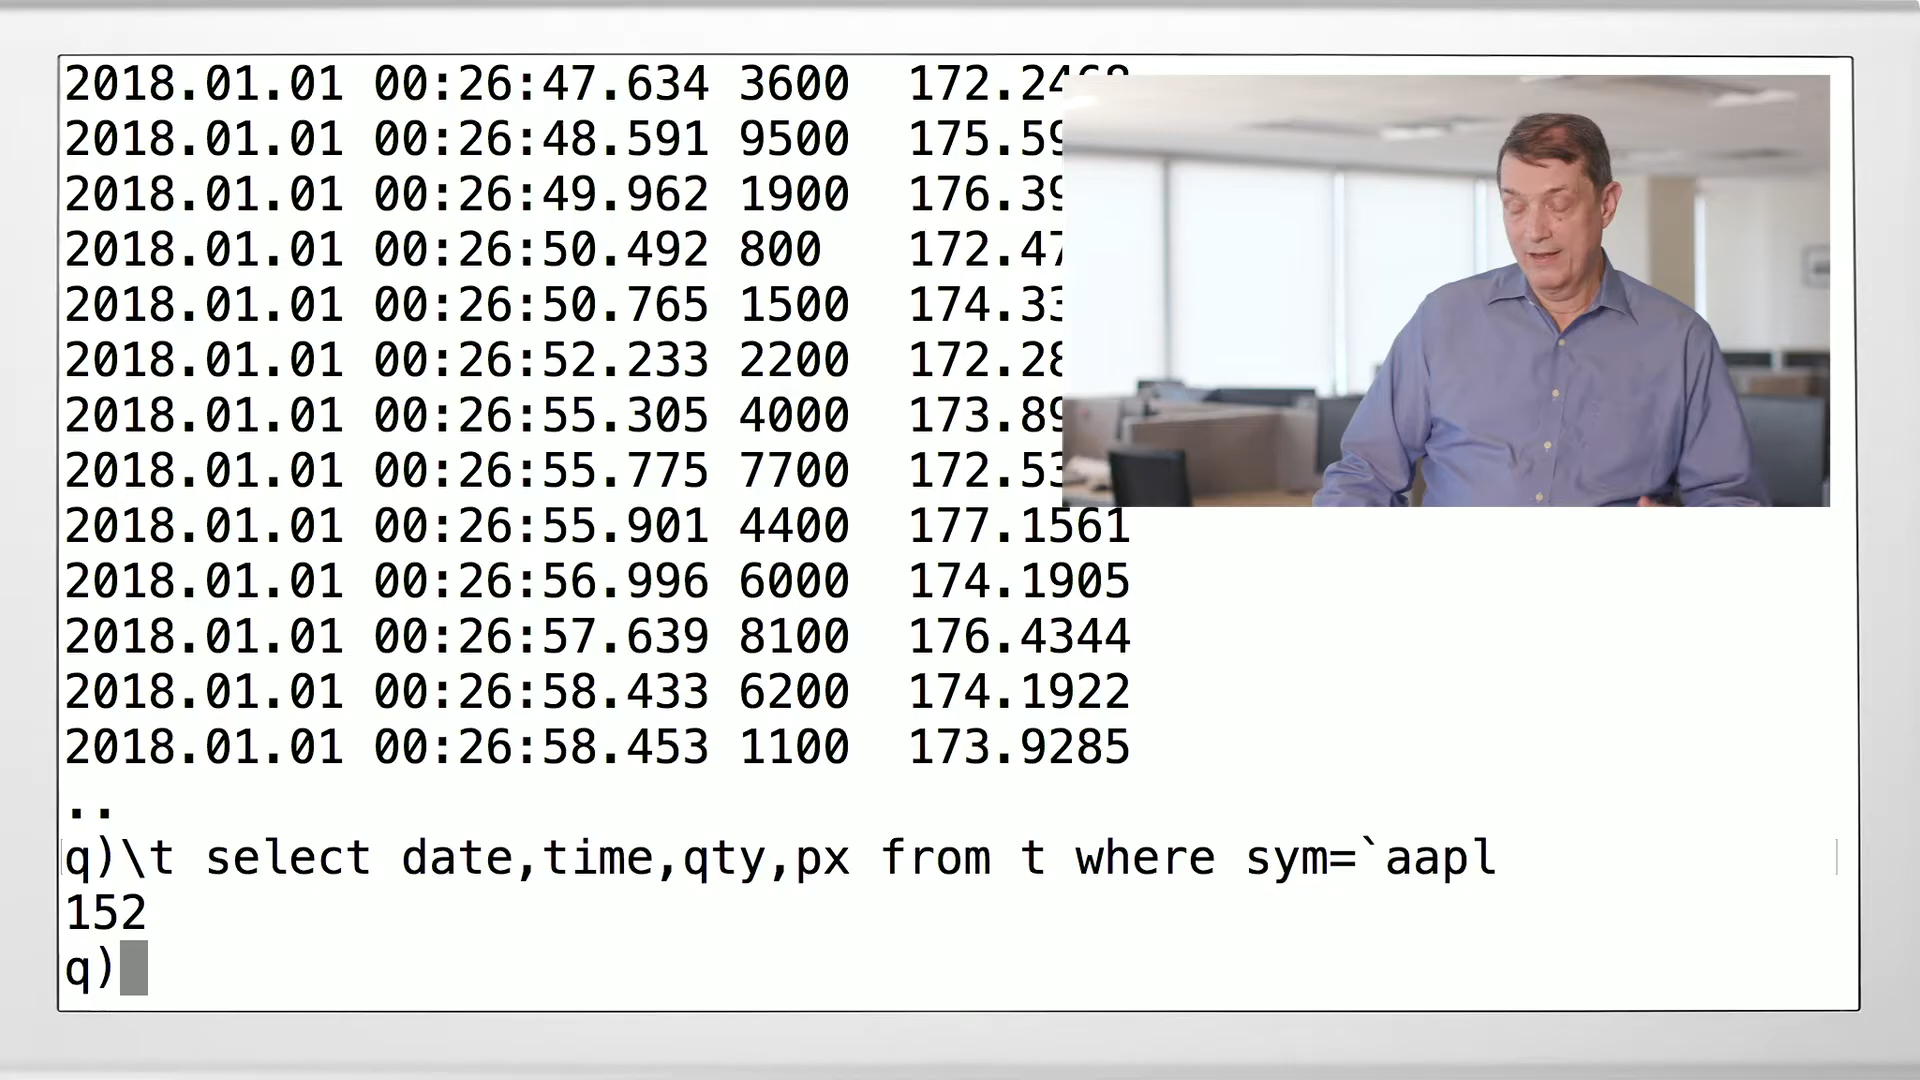 2018.01.01 00:26:47.634 3600 172.2468
2018.01.01 00:26:48.591 9500 175.59
2018.01.01 00:26:49.962 1900 176.39
2018.01.01 00:26:50.492 800 172.47
2018.01.01 00:26:50.765 1500 174.33
2018.01.01 00:26:52.233 2200 172.28
2018.01.01 00:26:55.305 4000 173.89
2018.01.01 00:26:55.775 7700 172.53
2018.01.01 00:26:55.901 4400 177.1561
2018.01.01 00:26:56.996 6000 174.1905
2018.01.01 00:26:57.639 8100 176.4344
2018.01.01 00:26:58.433 6200 174.1922
2018.01.01 00:26:58.453 1100 173.9285
..
q)\t select date,time,qty,px from t where sym=`aapl
152
q)